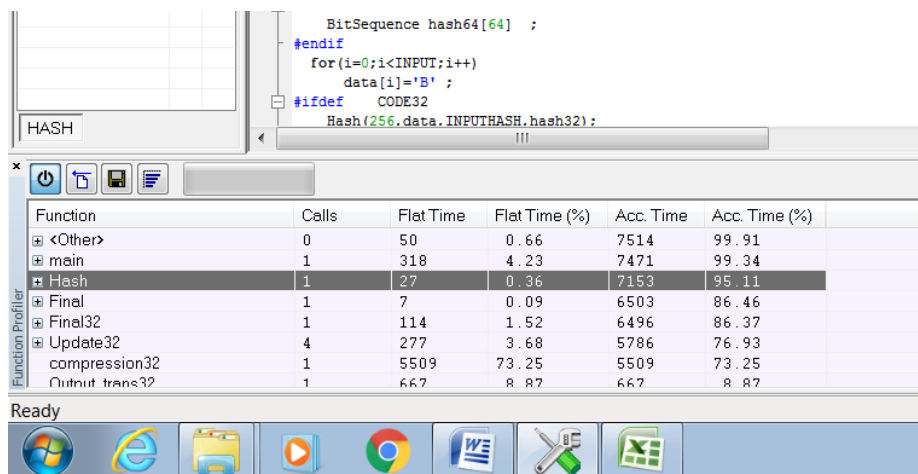 BitSequence hash64[64] ;
#endif
for(i=0;i<INPUT;i++)
data[i]='B' ;
#ifdef CODE32
Hash(256,data,INPUTHASH,hash32);
HASH
Function Calls Flat Time Flat Time (%) Acc. Time Acc. Time (%)
<Other> 0 50 0.66 7514 99.91
main 1 318 4.23 7471 99.34
Hash 1 27 0.36 7153 95.11
Final 1 7 0.09 6503 86.46
Final32 1 114 1.52 6496 86.37
Update32 4 277 3.68 5786 76.93
compression32 1 5509 73.25 5509 73.25
Output_trans32 1 667 8.87 667 8.87
Function Profiler
Ready